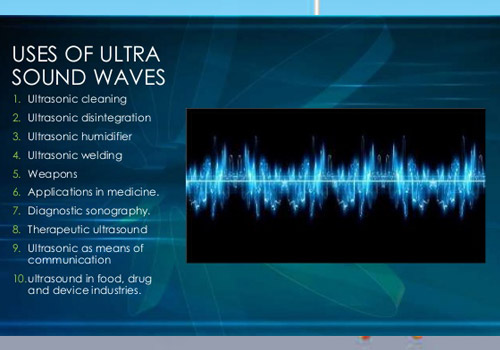 USES OF ULTRA
SOUND WAVES
1. Ultrasonic cleaning
2. Ultrasonic disintegration
3. Ultrasonic humidifier
4. Ultrasonic welding
5. Weapons
6. Applications in medicine.
7. Diagnostic sonography.
8. Therapeutic ultrasound
9. Ultrasonic as means of
communication
10. ultrasound in food, drug
and device industries.